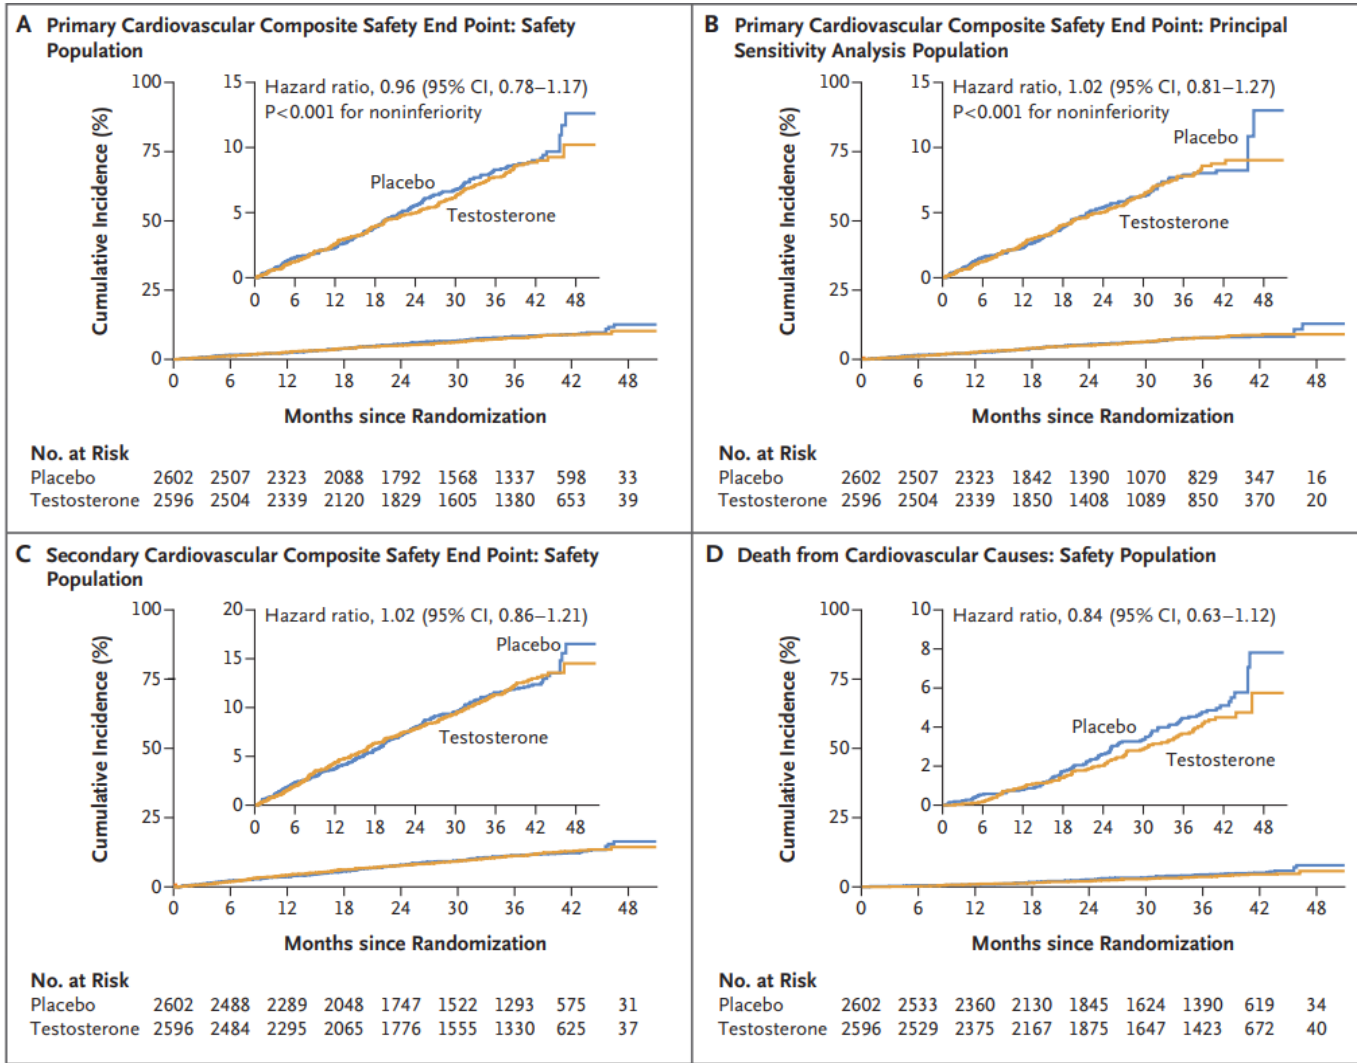 A Primary Cardiovascular Composite Safety End Point: Safety
Population
100
75
50
25
0
Cumulative Incidence (%)
15
10
5
0
Hazard ratio, 0.96 (95% CI, 0.78–1.17)
P<0.001 for noninferiority
Placebo
Testosterone
0 6 12 18 24 30 36 42 48
0 6 12 18 24 30 36 42 48
Months since Randomization
No. at Risk
Placebo 2602 2507 2323 2088 1792 1568 1337 598 33
Testosterone 2596 2504 2339 2120 1829 1605 1380 653 39
B Primary Cardiovascular Composite Safety End Point: Principal
Sensitivity Analysis Population
100
75
50
25
0
Cumulative Incidence (%)
15
10
5
0
Hazard ratio, 1.02 (95% CI, 0.81–1.27)
P<0.001 for noninferiority
Placebo
Testosterone
0 6 12 18 24 30 36 42 48
0 6 12 18 24 30 36 42 48
Months since Randomization
No. at Risk
Placebo 2602 2507 2323 1842 1390 1070 829 347 16
Testosterone 2596 2504 2339 1850 1408 1089 850 370 20
C Secondary Cardiovascular Composite Safety End Point: Safety
Population
100
75
50
25
0
Cumulative Incidence (%)
20
15
10
5
0
Hazard ratio, 1.02 (95% CI, 0.86–1.21)
Placebo
Testosterone
0 6 12 18 24 30 36 42 48
0 6 12 18 24 30 36 42 48
Months since Randomization
No. at Risk
Placebo 2602 2488 2289 2048 1747 1522 1293 575 31
Testosterone 2596 2484 2295 2065 1776 1555 1330 625 37
D Death from Cardiovascular Causes: Safety Population
100
75
50
25
0
Cumulative Incidence (%)
10
8
6
4
2
0
Hazard ratio, 0.84 (95% CI, 0.63–1.12)
Placebo
Testosterone
0 6 12 18 24 30 36 42 48
0 6 12 18 24 30 36 42 48
Months since Randomization
No. at Risk
Placebo 2602 2533 2360 2130 1845 1624 1390 619 34
Testosterone 2596 2529 2375 2167 1875 1647 1423 672 40